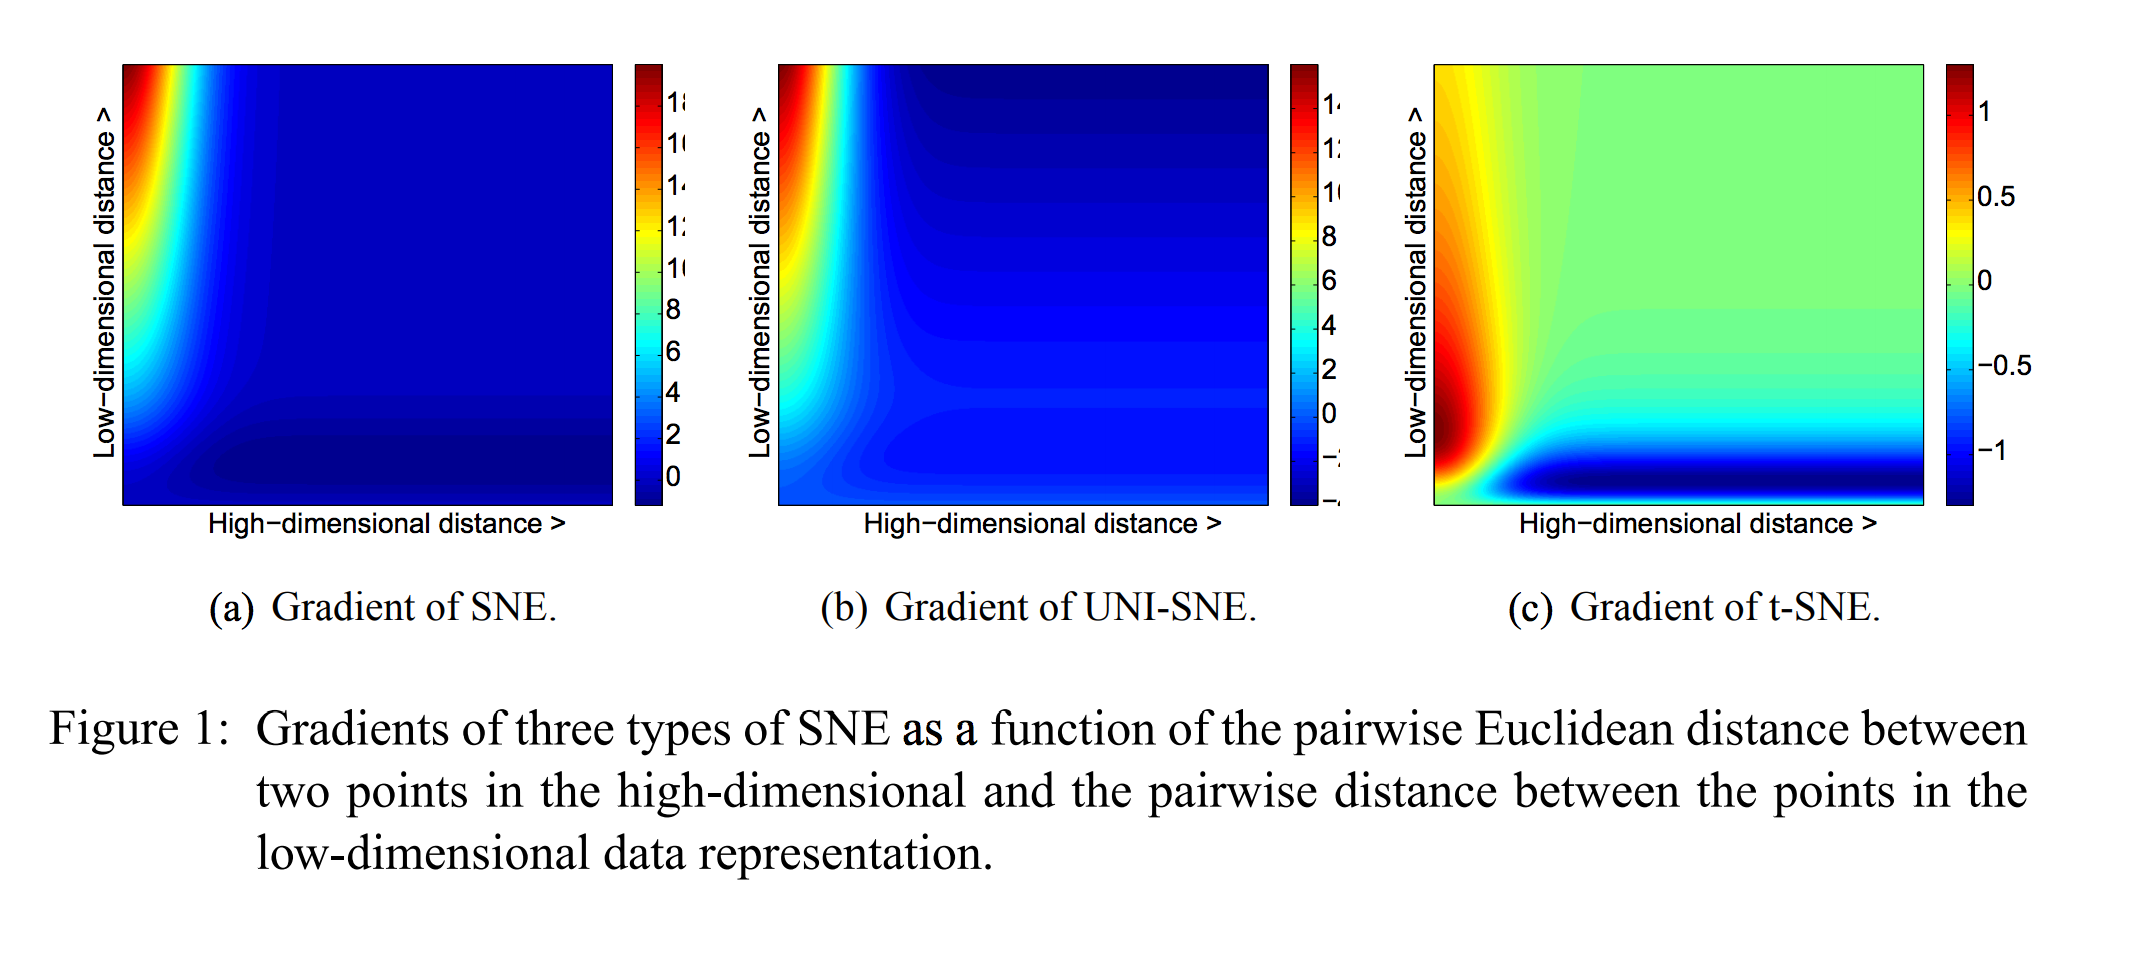 Low−dimensional distance >
High−dimensional distance >
8
6
4
2
0
(a) Gradient of SNE.
Low−dimensional distance >
High−dimensional distance >
8
6
4
2
0
(b) Gradient of UNI-SNE.
Low−dimensional distance >
High−dimensional distance >
1
0.5
0
−0.5
−1
(c) Gradient of t-SNE.
Figure 1: Gradients of three types of SNE as a function of the pairwise Euclidean distance between
two points in the high-dimensional and the pairwise distance between the points in the
low-dimensional data representation.